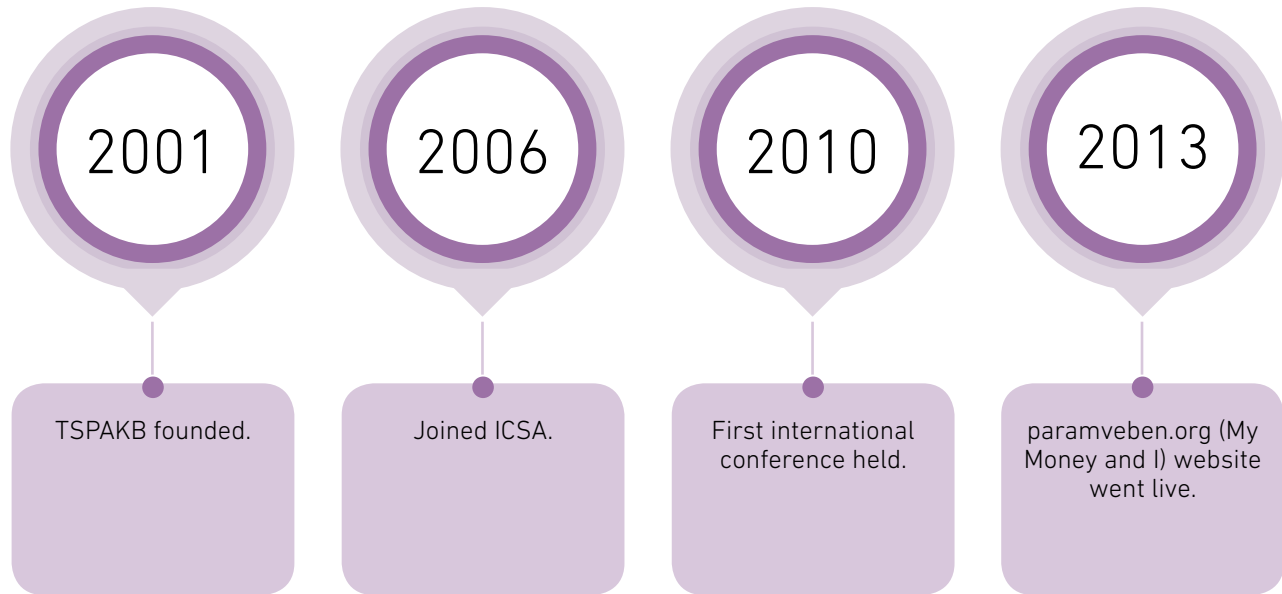 2001
TSPAKB founded.
2006
Joined ICSA.
2010
First international
conference held.
2013
paramveben.org (My
Money and I) website
went live.